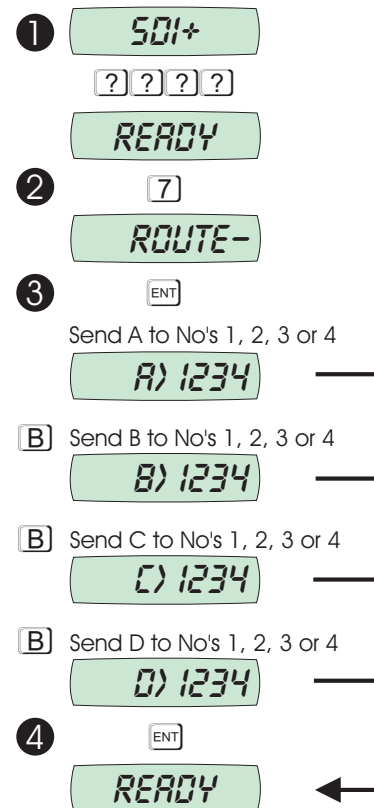 1 SD1+
? ? ? ?
READY
2 7
ROUTE-
3 ENT
Send A to No's 1, 2, 3 or 4
A) 1234
B Send B to No's 1, 2, 3 or 4
B) 1234
B Send C to No's 1, 2, 3 or 4
C) 1234
B Send D to No's 1, 2, 3 or 4
D) 1234
4 ENT
READY